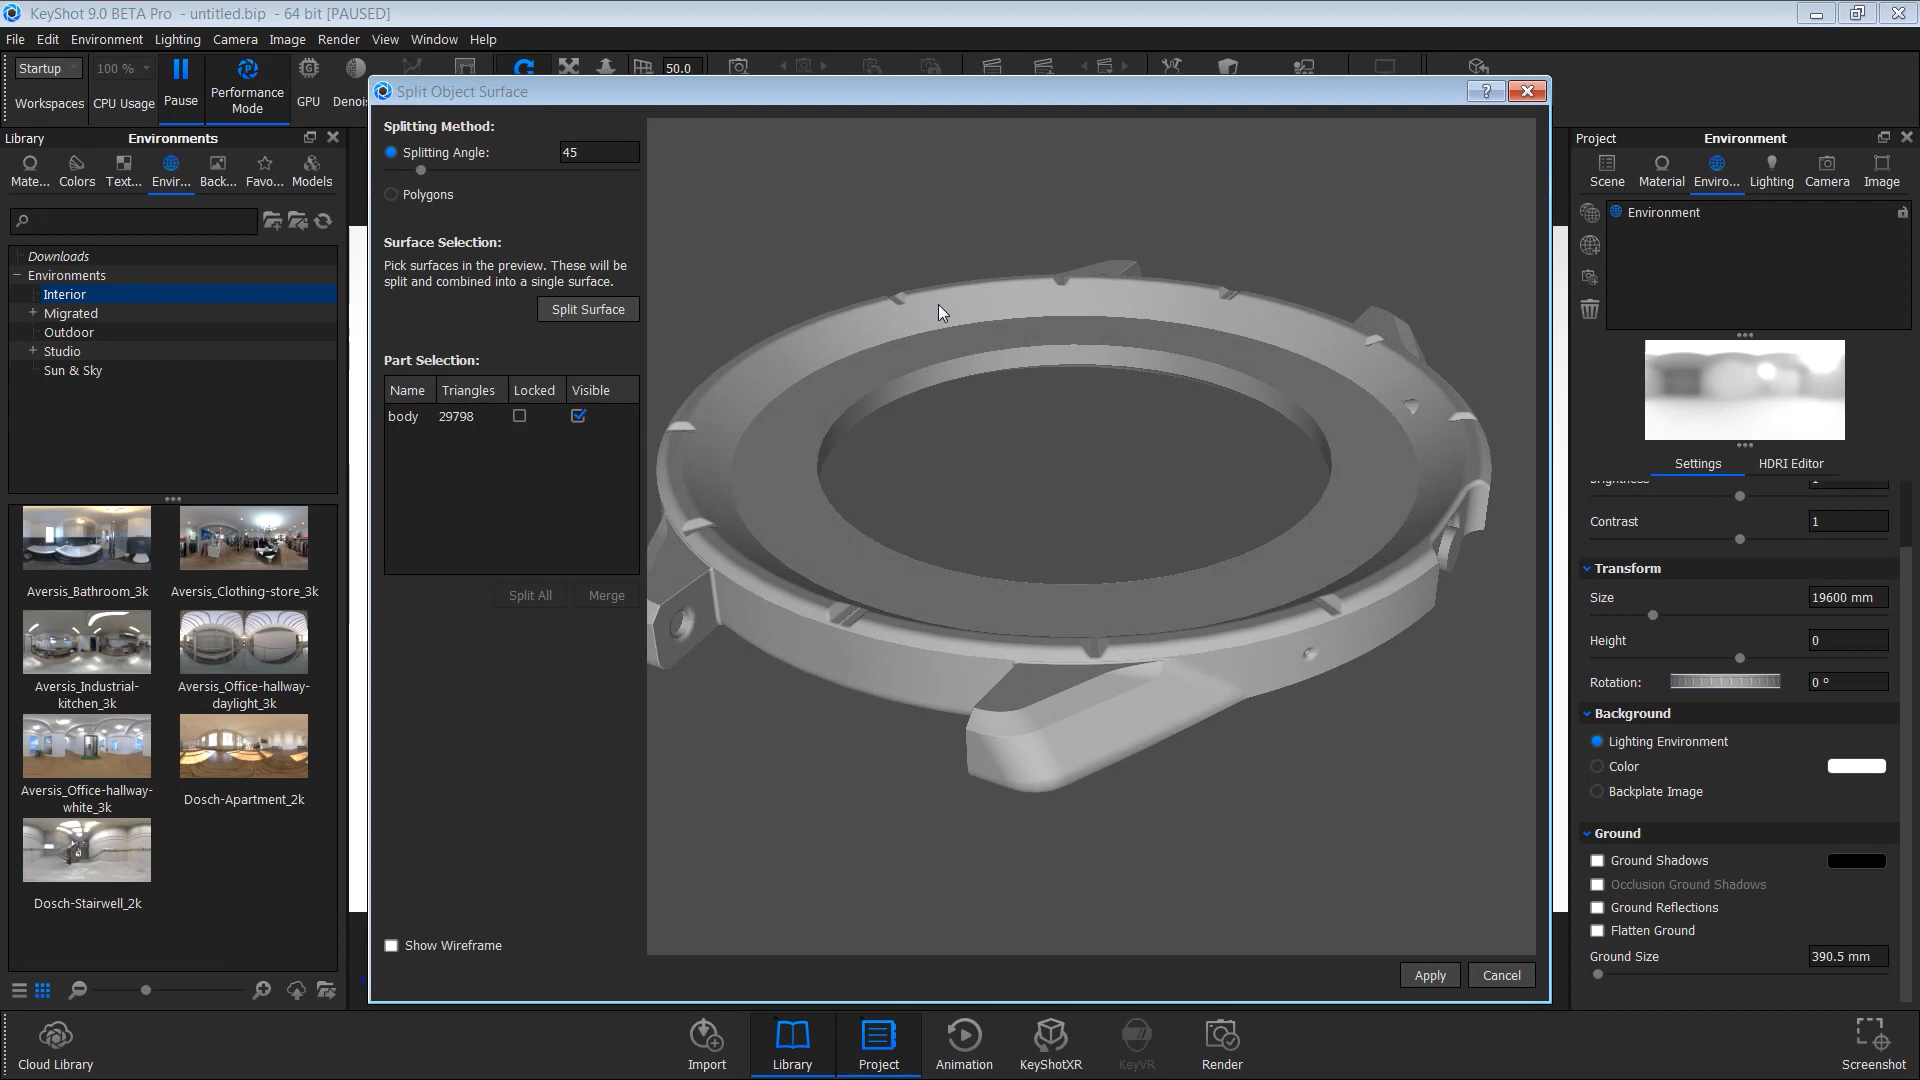 KeyShot 9.0 BETA Pro - untitled.bip - 64 bit [PAUSED]
File Edit Environment Lighting Camera Image Render View Window Help
Startup
100 %
50.0
Workspaces
CPU Usage
Pause
Performance
Mode
GPU
Denois
Library
Environments
Mate...
Colors
Text...
Envir...
Back...
Favo...
Models
Downloads
Environments
Interior
Migrated
Outdoor
Studio
Sun & Sky
Aversis_Bathroom_3k
Aversis_Clothing-store_3k
Aversis_Industrial-
kitchen_3k
Aversis_Office-hallway-
daylight_3k
Aversis_Office-hallway-
white_3k
Dosch-Apartment_2k
Dosch-Stairwell_2k
Split Object Surface
?
Splitting Method:
Splitting Angle:
45
Polygons
Surface Selection:
Pick surfaces in the preview. These will be
split and combined into a single surface.
Split Surface
Part Selection:
Name Triangles Locked Visible
body 29798
Split All
Merge
Show Wireframe
Apply
Cancel
Project
Environment
Scene
Material
Enviro...
Lighting
Camera
Image
Environment
Settings
HDRI Editor
Brightness
Contrast
1
Transform
Size
19600 mm
Height
0
Rotation:
0 °
Background
Lighting Environment
Color
Backplate Image
Ground
Ground Shadows
Occlusion Ground Shadows
Ground Reflections
Flatten Ground
Ground Size
390.5 mm
Cloud Library
Import
Library
Project
Animation
KeyShotXR
KeyVR
Render
Screenshot